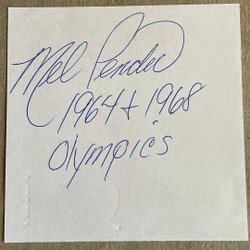 Mel Pender
1964 + 1968
Olympics